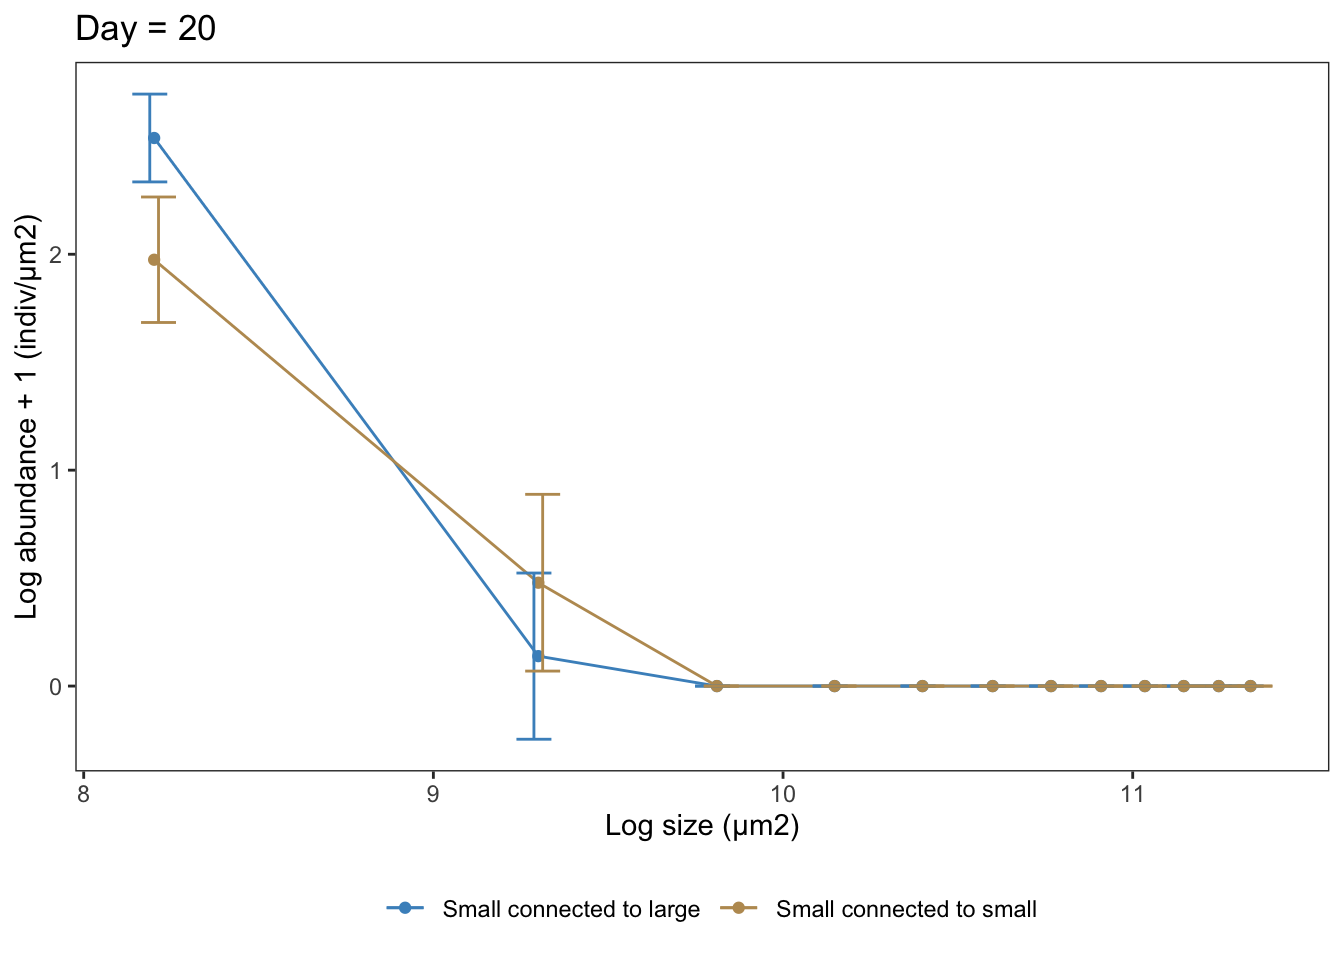 Day = 20
Log abundance + 1 (indiv/µm2)
2
1
0
8 9 10 11
Log size (µm2)
Small connected to large Small connected to small